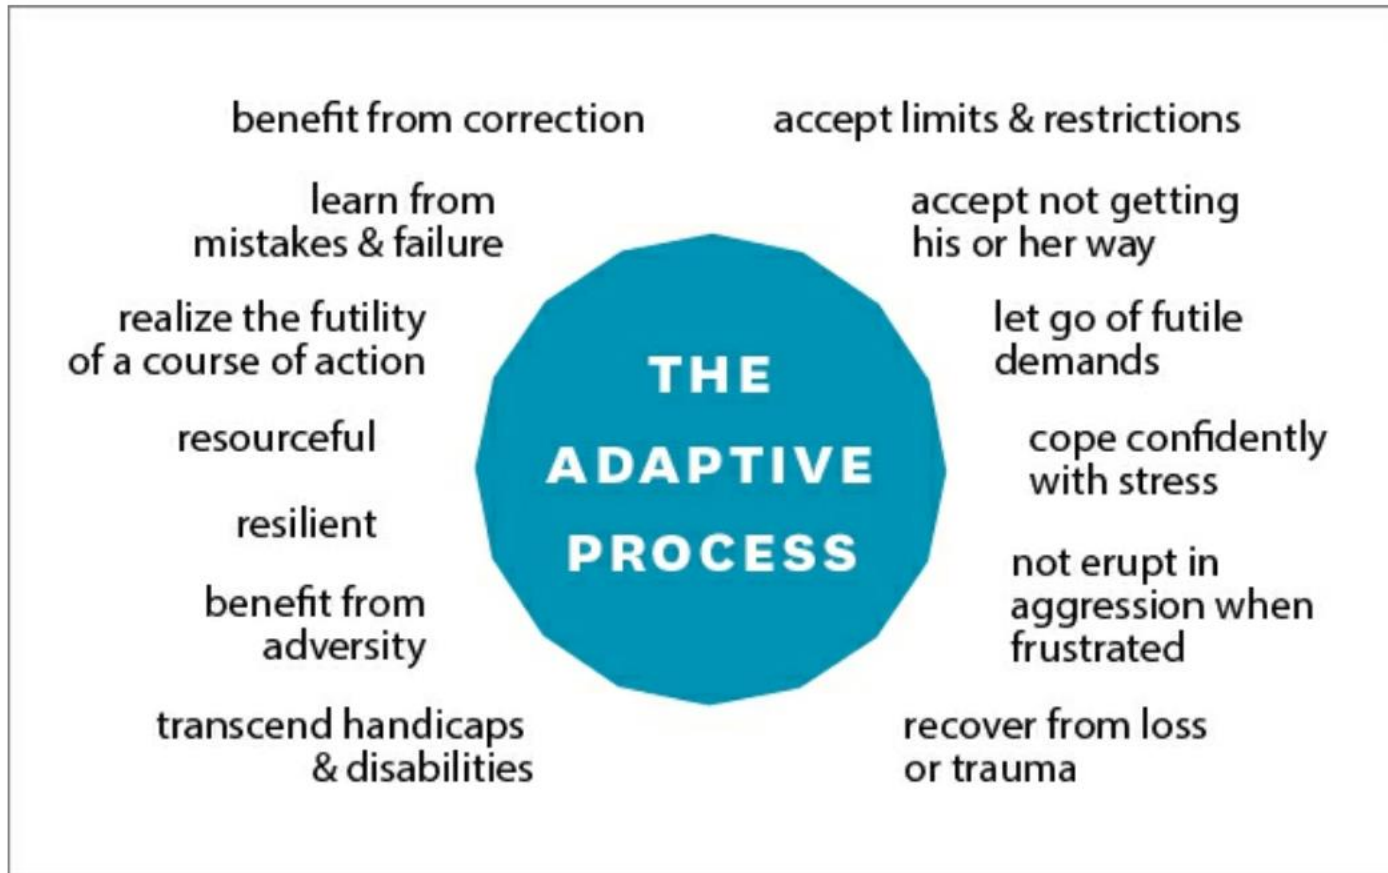 benefit from correction
accept limits & restrictions
learn from
mistakes & failure
accept not getting
his or her way
realize the futility
of a course of action
let go of futile
demands
THE
ADAPTIVE
PROCESS
resourceful
cope confidently
with stress
resilient
not erupt in
aggression when
frustrated
benefit from
adversity
transcend handicaps
& disabilities
recover from loss
or trauma